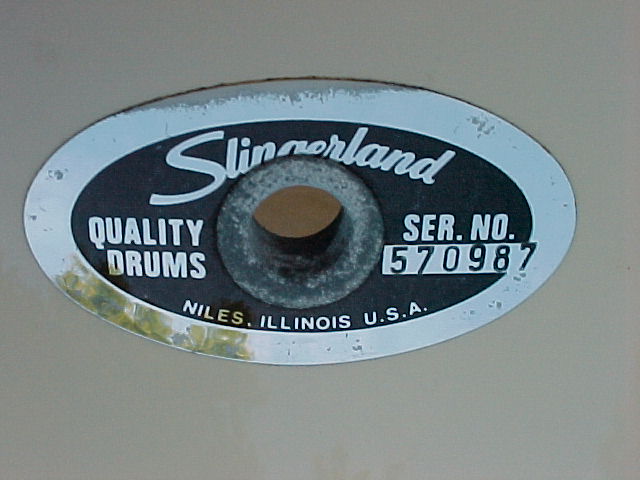 Slingerland
QUALITY DRUMS
SER. NO.
570987
NILES, ILLINOIS U.S.A.